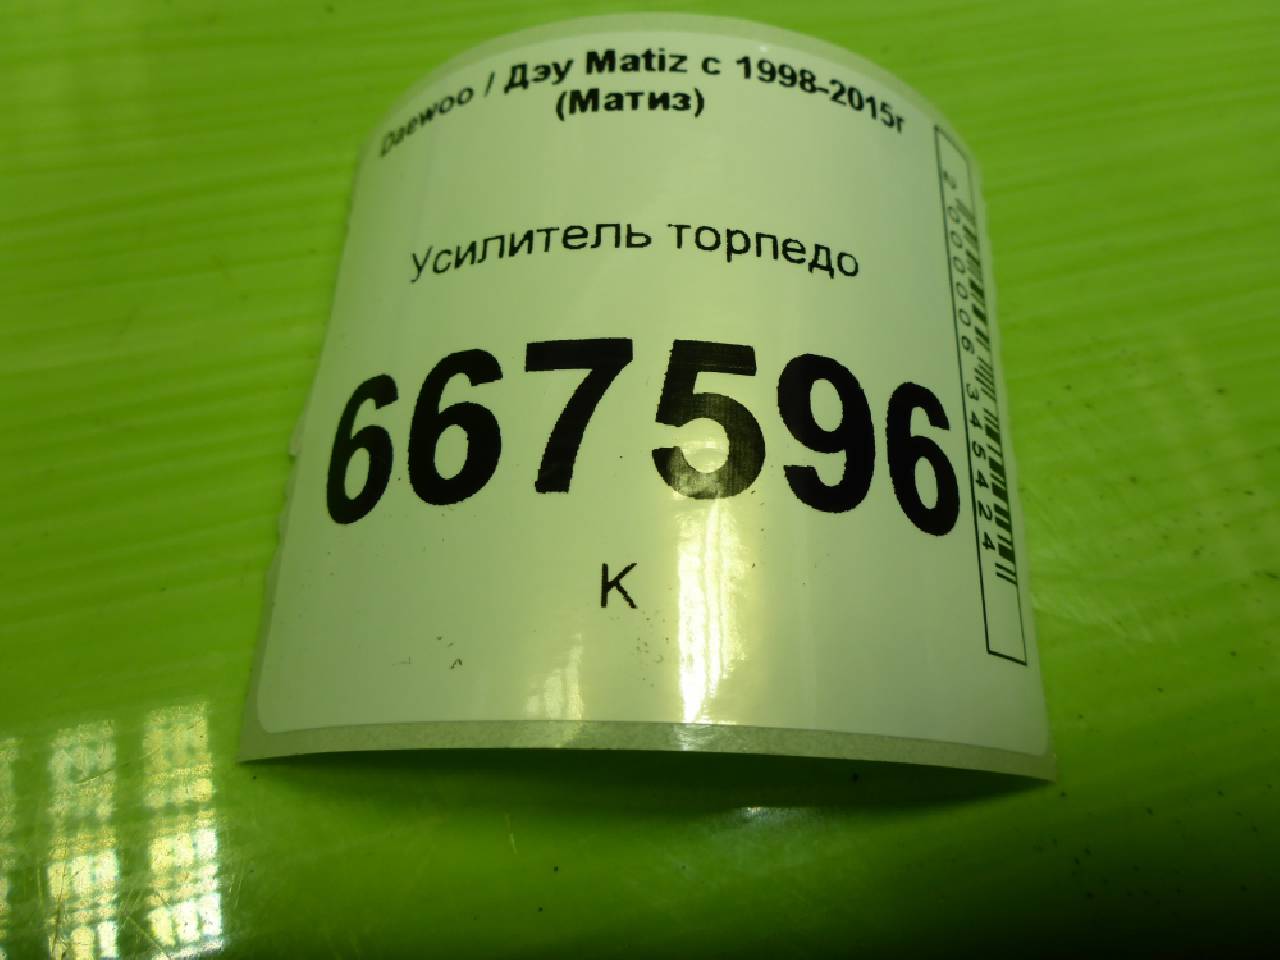 Daewoo / Дэу Matiz с 1998-2015г
(Матиз)
Усилитель торпедо
667596
К
2000006345424